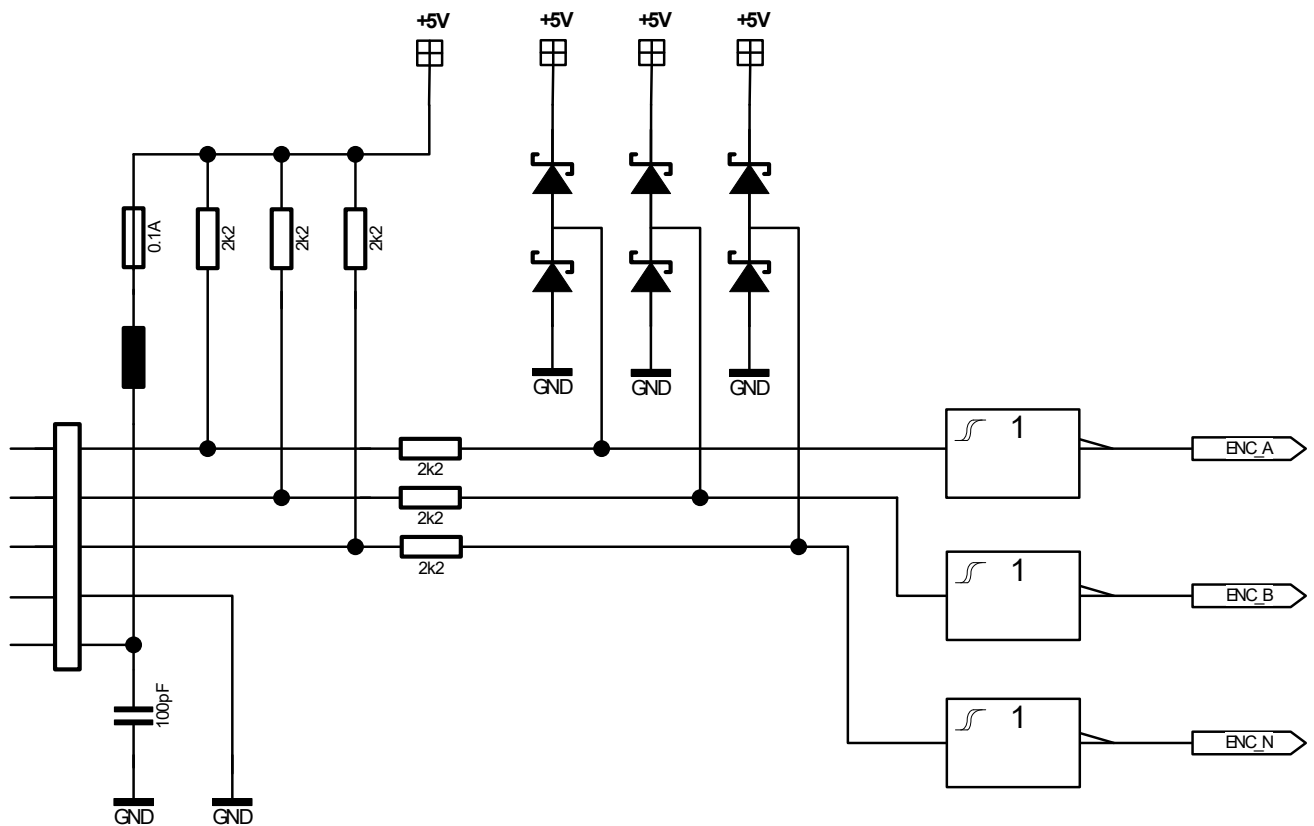 +5V
+5V
+5V
+5V
0.1A
2k2
2k2
2k2
GND
GND
GND
1
ENC_A
2k2
2k2
2k2
1
ENC_B
100pF
1
ENC_N
GND
GND